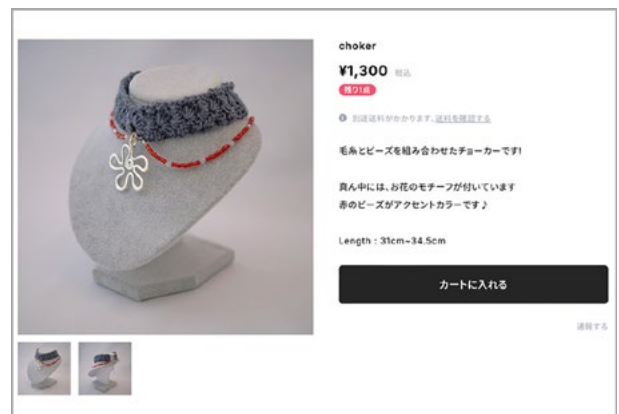 choker
¥1,300 税込
残り1点
別途送料がかかります。送料を確認する
毛糸とビーズを組み合わせたチョーカーです!
真ん中には、お花のモチーフが付いています
赤のビーズがアクセントカラーです♪
Length : 31cm~34.5cm
カートに入れる
通報する